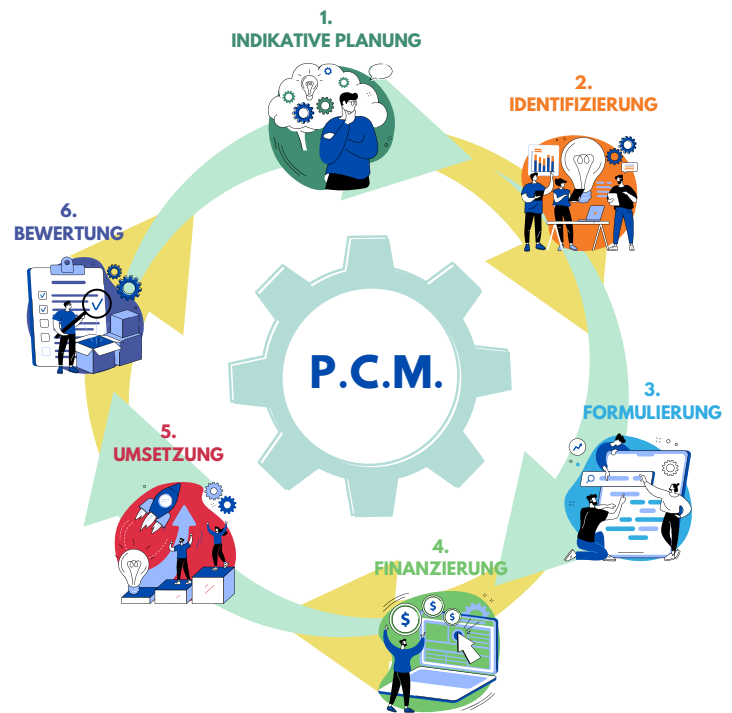 1.
INDIKATIVE PLANUNG
2.
IDENTIFIZIERUNG
3.
FORMULIERUNG
4.
FINANZIERUNG
5.
UMSETZUNG
6.
BEWERTUNG
P.C.M.
$
$
$